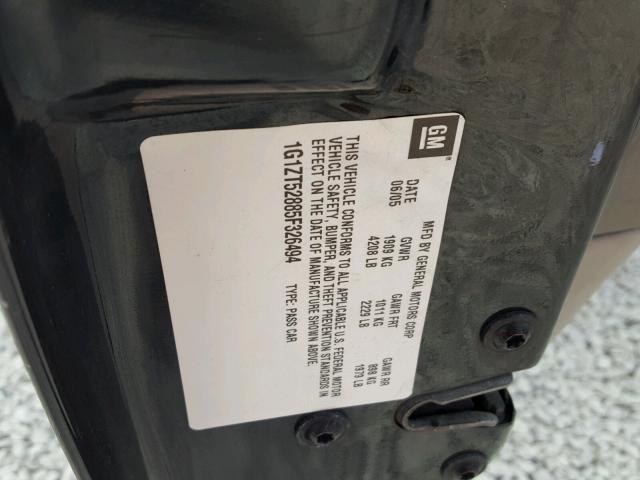 GM
MFD BY GENERAL MOTORS CORP
DATE GVWR GAWR FRT GAWR RR
06/05 1909 KG 1011 KG 898 KG
4208 LB 2229 LB 1979 LB
THIS VEHICLE CONFORMS TO ALL APPLICABLE U.S. FEDERAL MOTOR
VEHICLE SAFETY, BUMPER, AND THEFT PREVENTION STANDARDS IN
EFFECT ON THE DATE OF MANUFACTURE SHOWN ABOVE.
1G1ZT52885F326494 TYPE: PASS CAR